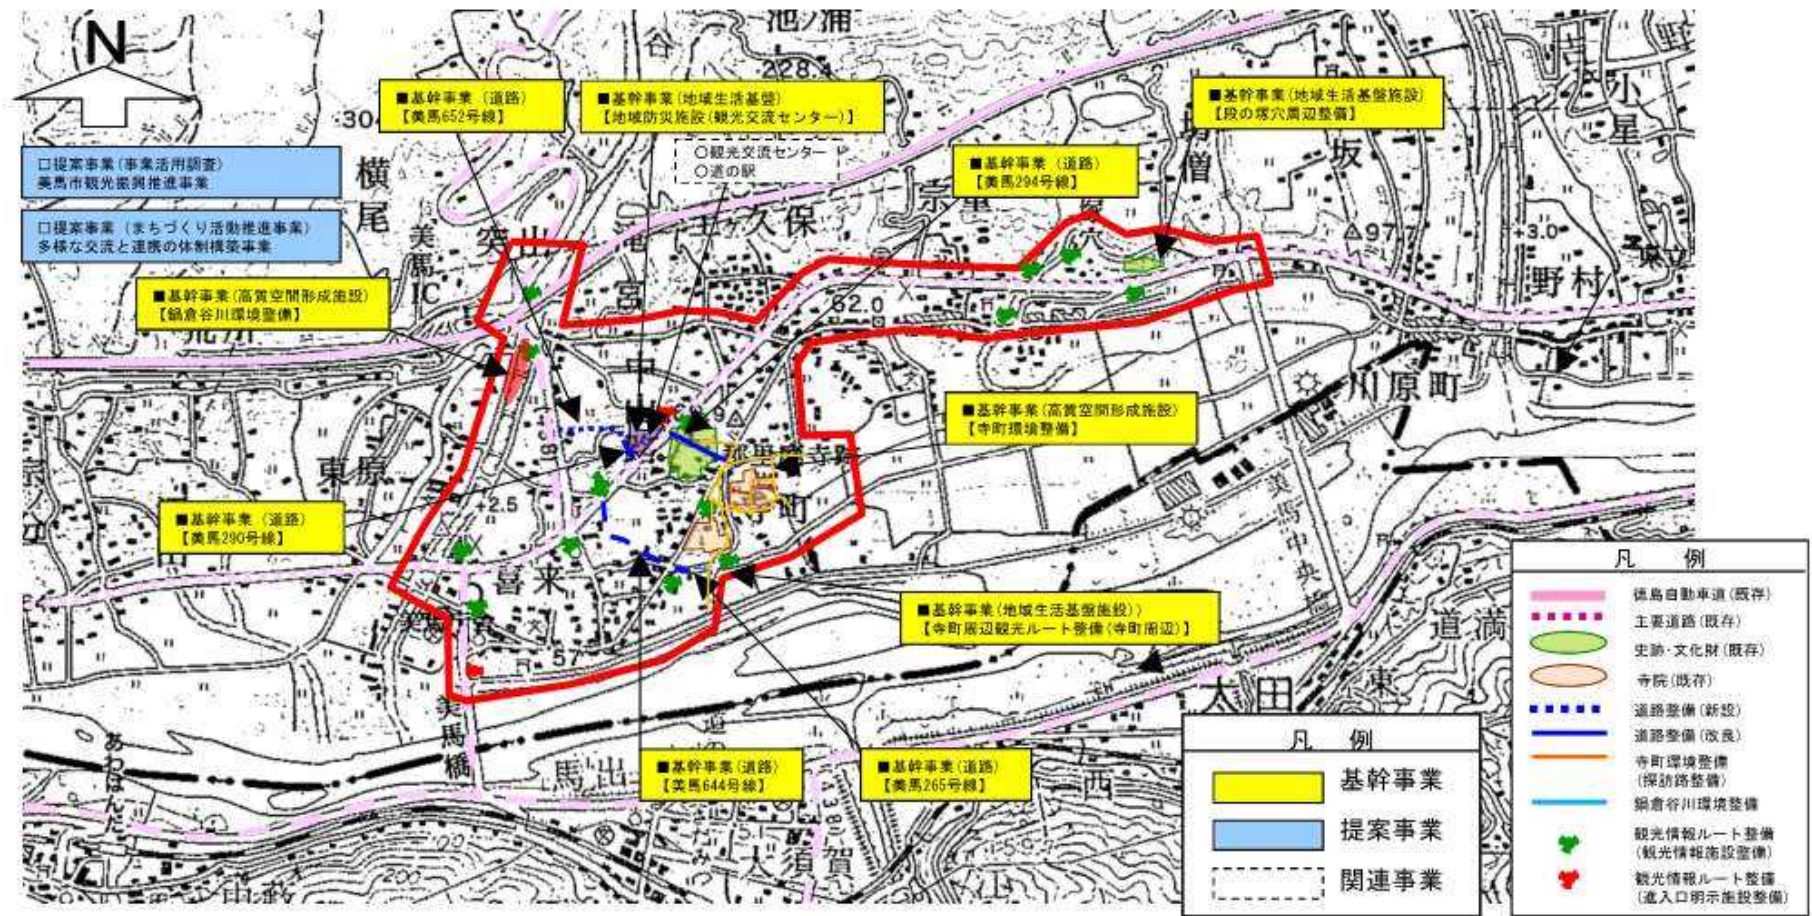 N
池ノ浦
谷
228.
■基幹事業（道路）
【美馬652号線】
■基幹事業(地域生活基盤)
【地域防災施設(観光交流センター)】
■基幹事業(地域生活基盤施設)
【段の塚穴周辺整備】
○観光交流センター
○道の駅
■基幹事業（道路）
【美馬294号線】
□提案事業(事業活用調査)
美馬市観光振興推進事業
□提案事業（まちづくり活動推進事業）
多様な交流と連携の体制構築事業
横尾
美馬IC
小星
坂
僧
久保
滝
宮
穴
野村
62.0
■基幹事業(高質空間形成施設)
【鍋倉谷川環境整備】
川原町
■基幹事業(高質空間形成施設)
【寺町環境整備】
東原
+2.5
町
■基幹事業（道路）
【美馬290号線】
喜来
■基幹事業(地域生活基盤施設)）
【寺町周辺観光ルート整備(寺町周辺)】
道満
57
太田
東
美馬橋
馬出
西
■基幹事業(道路)
【美馬644号線】
■基幹事業(道路)
【美馬265号線】
須賀
200
凡　例
基幹事業
提案事業
関連事業
凡　例
徳島自動車道(既存)
主要道路(既存)
史跡・文化財(既存)
寺院(既存)
道路整備(新設)
道路整備(改良)
寺町環境整備
(探訪路整備)
鍋倉谷川環境整備
観光情報ルート整備
(観光情報施設整備)
観光情報ルート整備
(進入口明示施設整備)